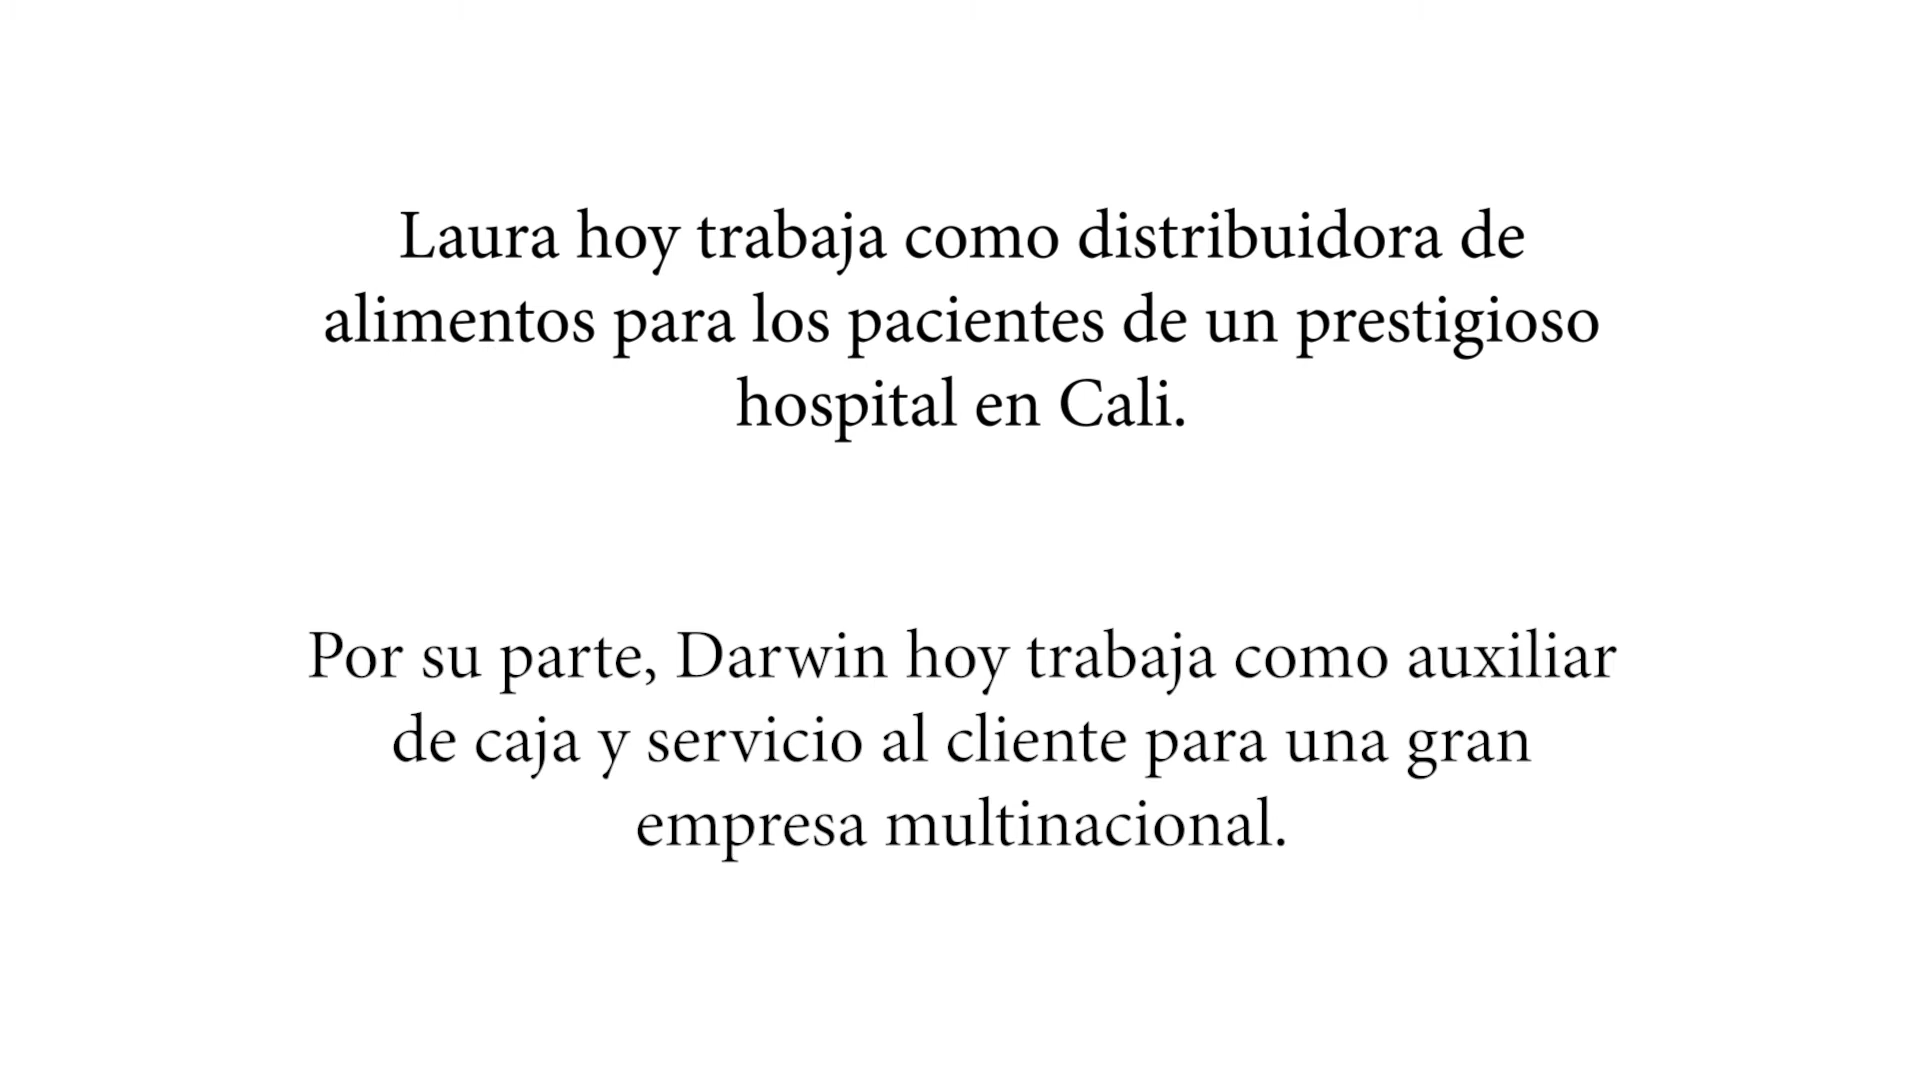 Laura hoy trabaja como distribuidora de
alimentos para los pacientes de un prestigioso
hospital en Cali.
Por su parte, Darwin hoy trabaja como auxiliar
de caja y servicio al cliente para una gran
empresa multinacional.